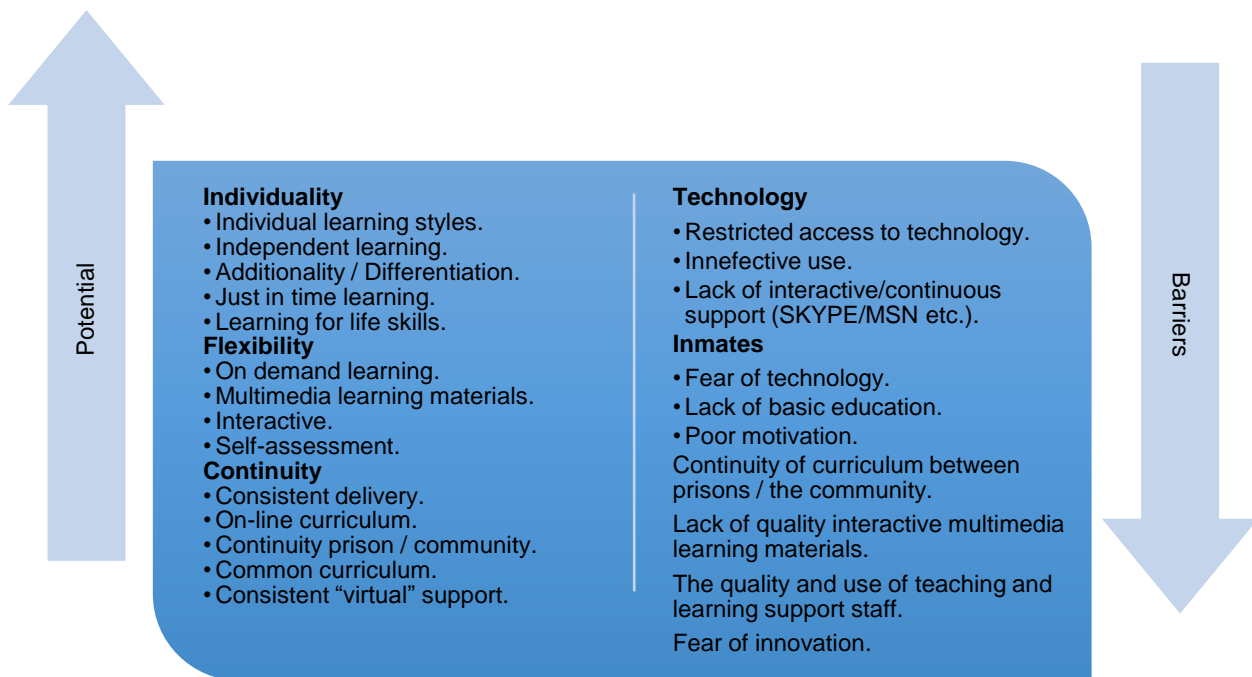 Potential
Individuality
• Individual learning styles.
• Independent learning.
• Additionality / Differentiation.
• Just in time learning.
• Learning for life skills.
Flexibility
• On demand learning.
• Multimedia learning materials.
• Interactive.
• Self-assessment.
Continuity
• Consistent delivery.
• On-line curriculum.
• Continuity prison / community.
• Common curriculum.
• Consistent “virtual” support.
Technology
• Restricted access to technology.
• Innefective use.
• Lack of interactive/continuous
support (SKYPE/MSN etc.).
Inmates
• Fear of technology.
• Lack of basic education.
• Poor motivation.
Continuity of curriculum between
prisons / the community.
Lack of quality interactive multimedia
learning materials.
The quality and use of teaching and
learning support staff.
Fear of innovation.
Barriers